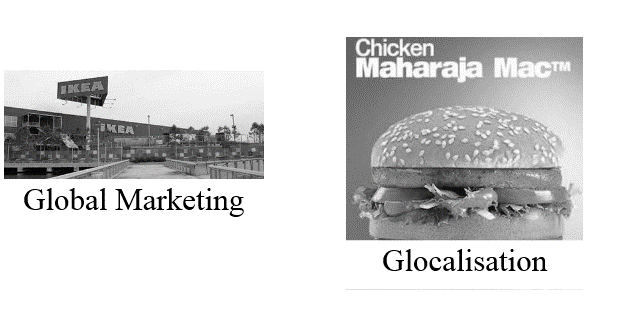 IKEA
IKEA
Global Marketing
Chicken
Maharaja Mac™
Glocalisation